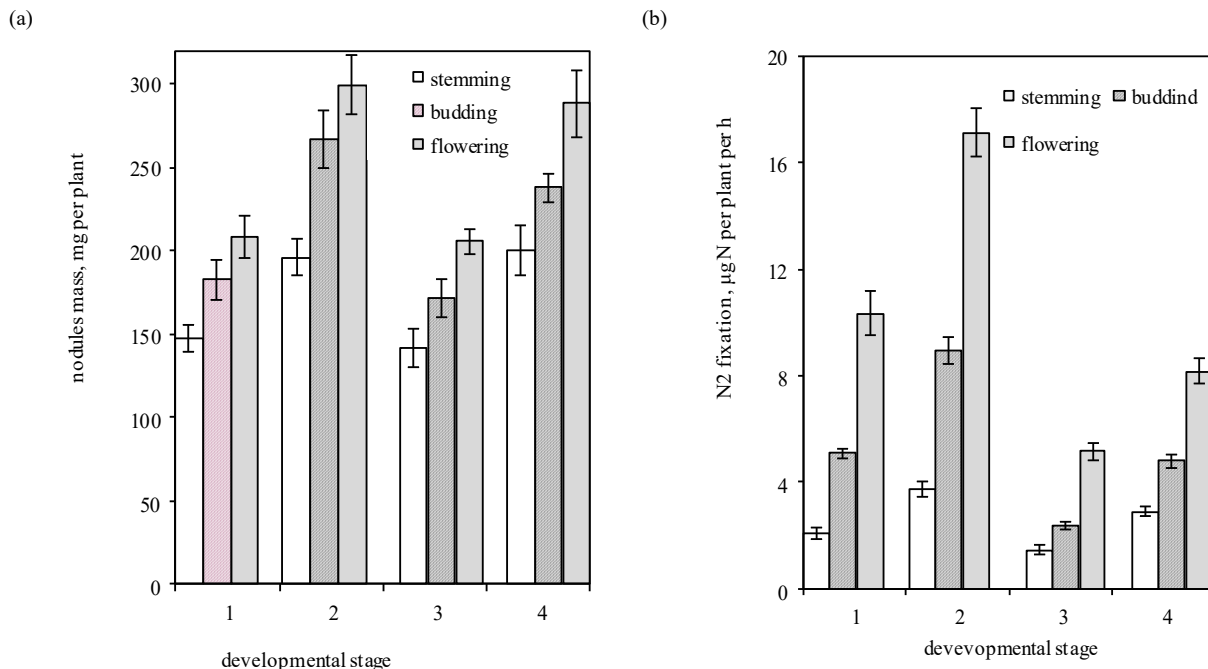 (a)
nodules mass, mg per plant
300
250
200
150
100
50
0
stemming
budding
flowering
1 2 3 4
developmental stage
(b)
N2 fixation, µg N per plant per h
20
16
12
8
4
0
stemming buddind
flowering
1 2 3 4
devevopmental stage